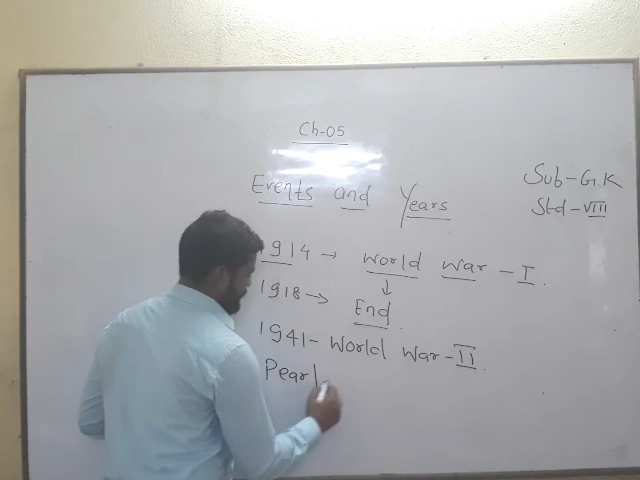 Ch-05
Sub-G.K
Std-VIII
Events and Years
1914 → World War - I.
↓
1918 → End.
1941- World War - II.
Pearl